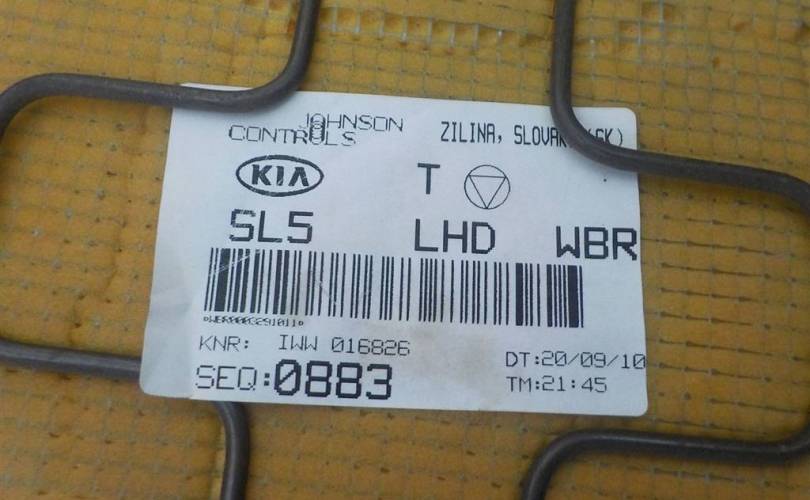 JOHNSON
CONTROLS
ZILINA, SLOVAK (SK)
KIA T
SL5 LHD WBR
KNR: IWW 016826
SEQ:0883
DT:20/09/10
TM:21:45